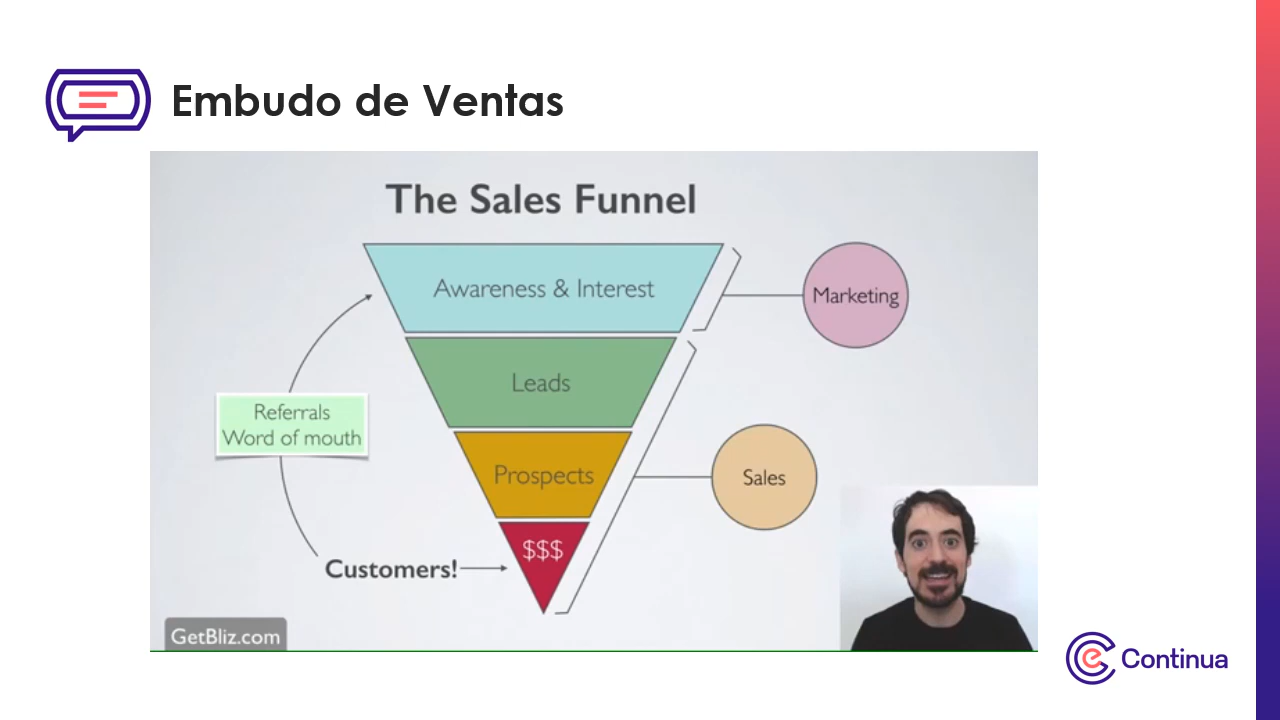 Embudo de Ventas
The Sales Funnel
Awareness & Interest
Marketing
Leads
Referrals
Word of mouth
Prospects
Sales
$$$
Customers!
GetBliz.com
Continua